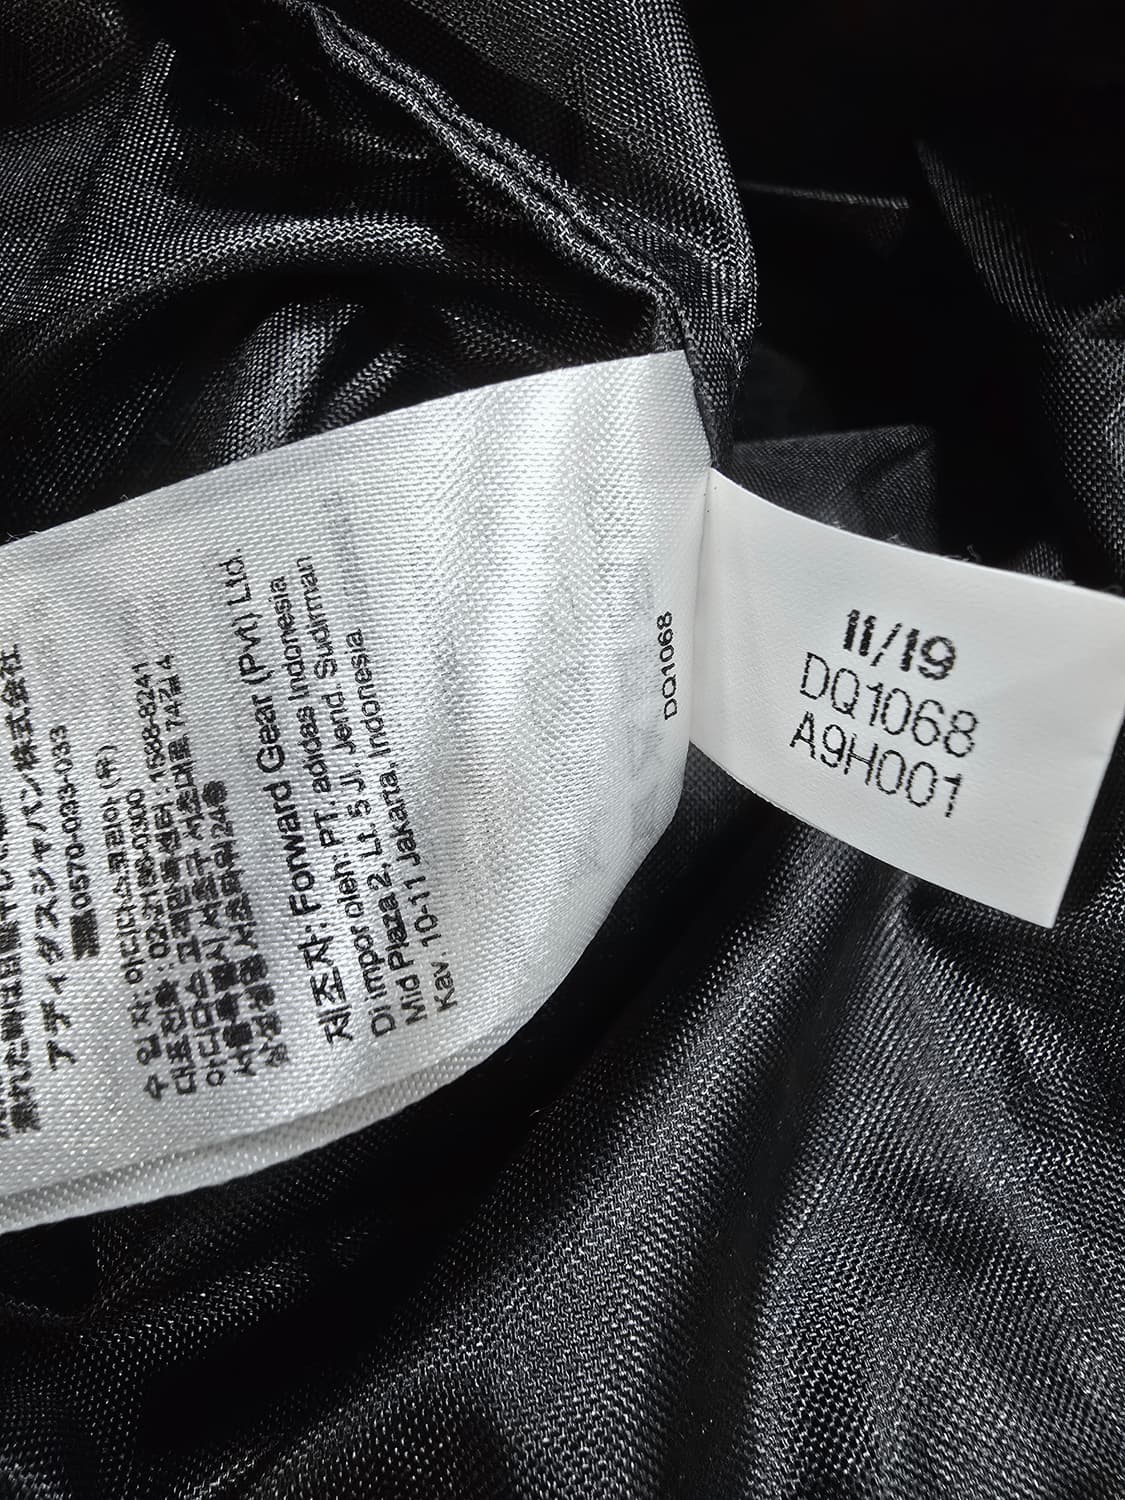 アディダスジャパン株式会社
0570-033-033
수 입 자: 아디다스코리아(유)
대표전화 : 02-2186-0300
아디다스 고객만족센터 : 1588-8241
서울특별시 서초구 서초대로 74길 4
삼성생명 서초타워 24층
제조자: Forward Gear (Pvt) Ltd.
Di impor oleh: PT. adidas Indonesia
Mid Plaza 2, Lt. 5 Jl. Jend Sudirman
Kav. 10-11 Jakarta, Indonesia
DQ1068
11/19
DQ1068
A9H001